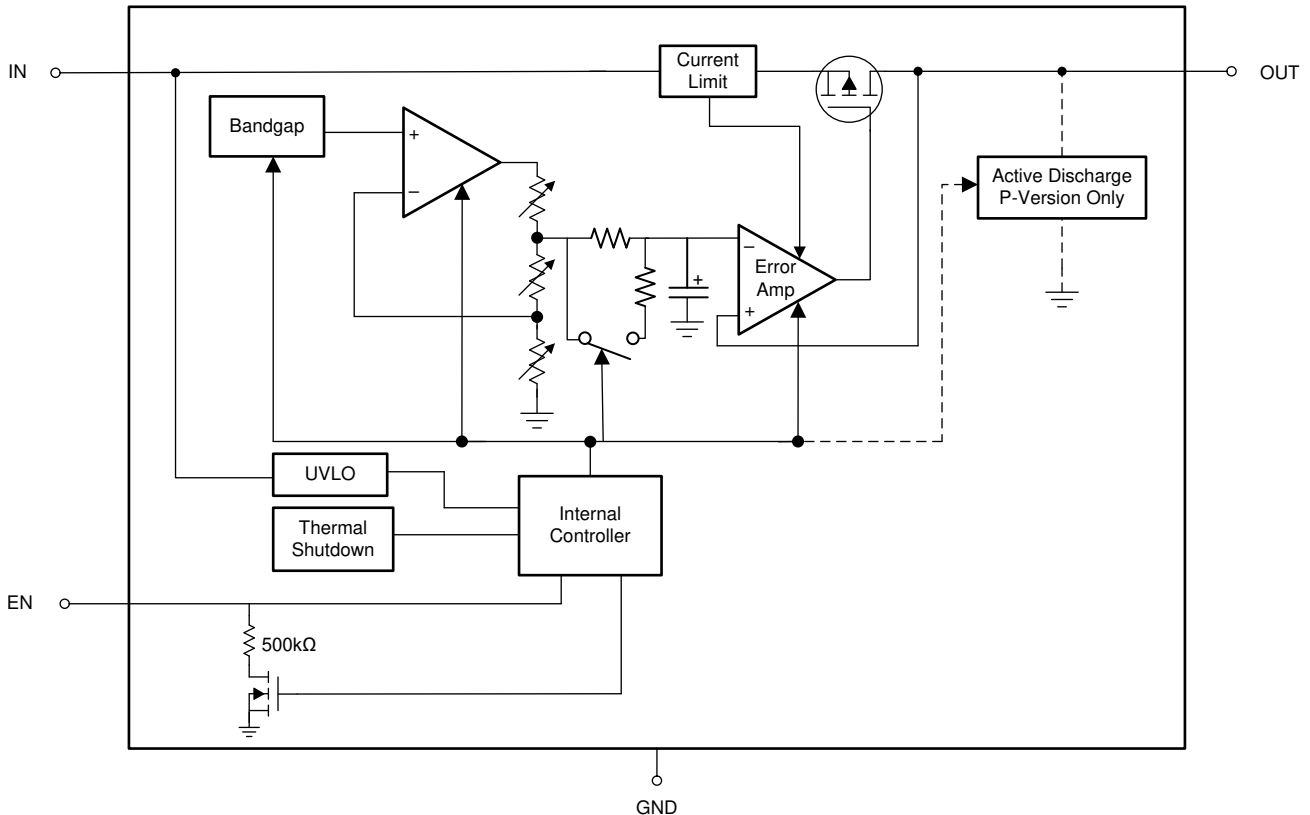 IN
Current
Limit
OUT
Bandgap
+
–
Active Discharge
P-Version Only
–
Error
Amp
+
+
UVLO
Thermal
Shutdown
Internal
Controller
EN
500kΩ
GND